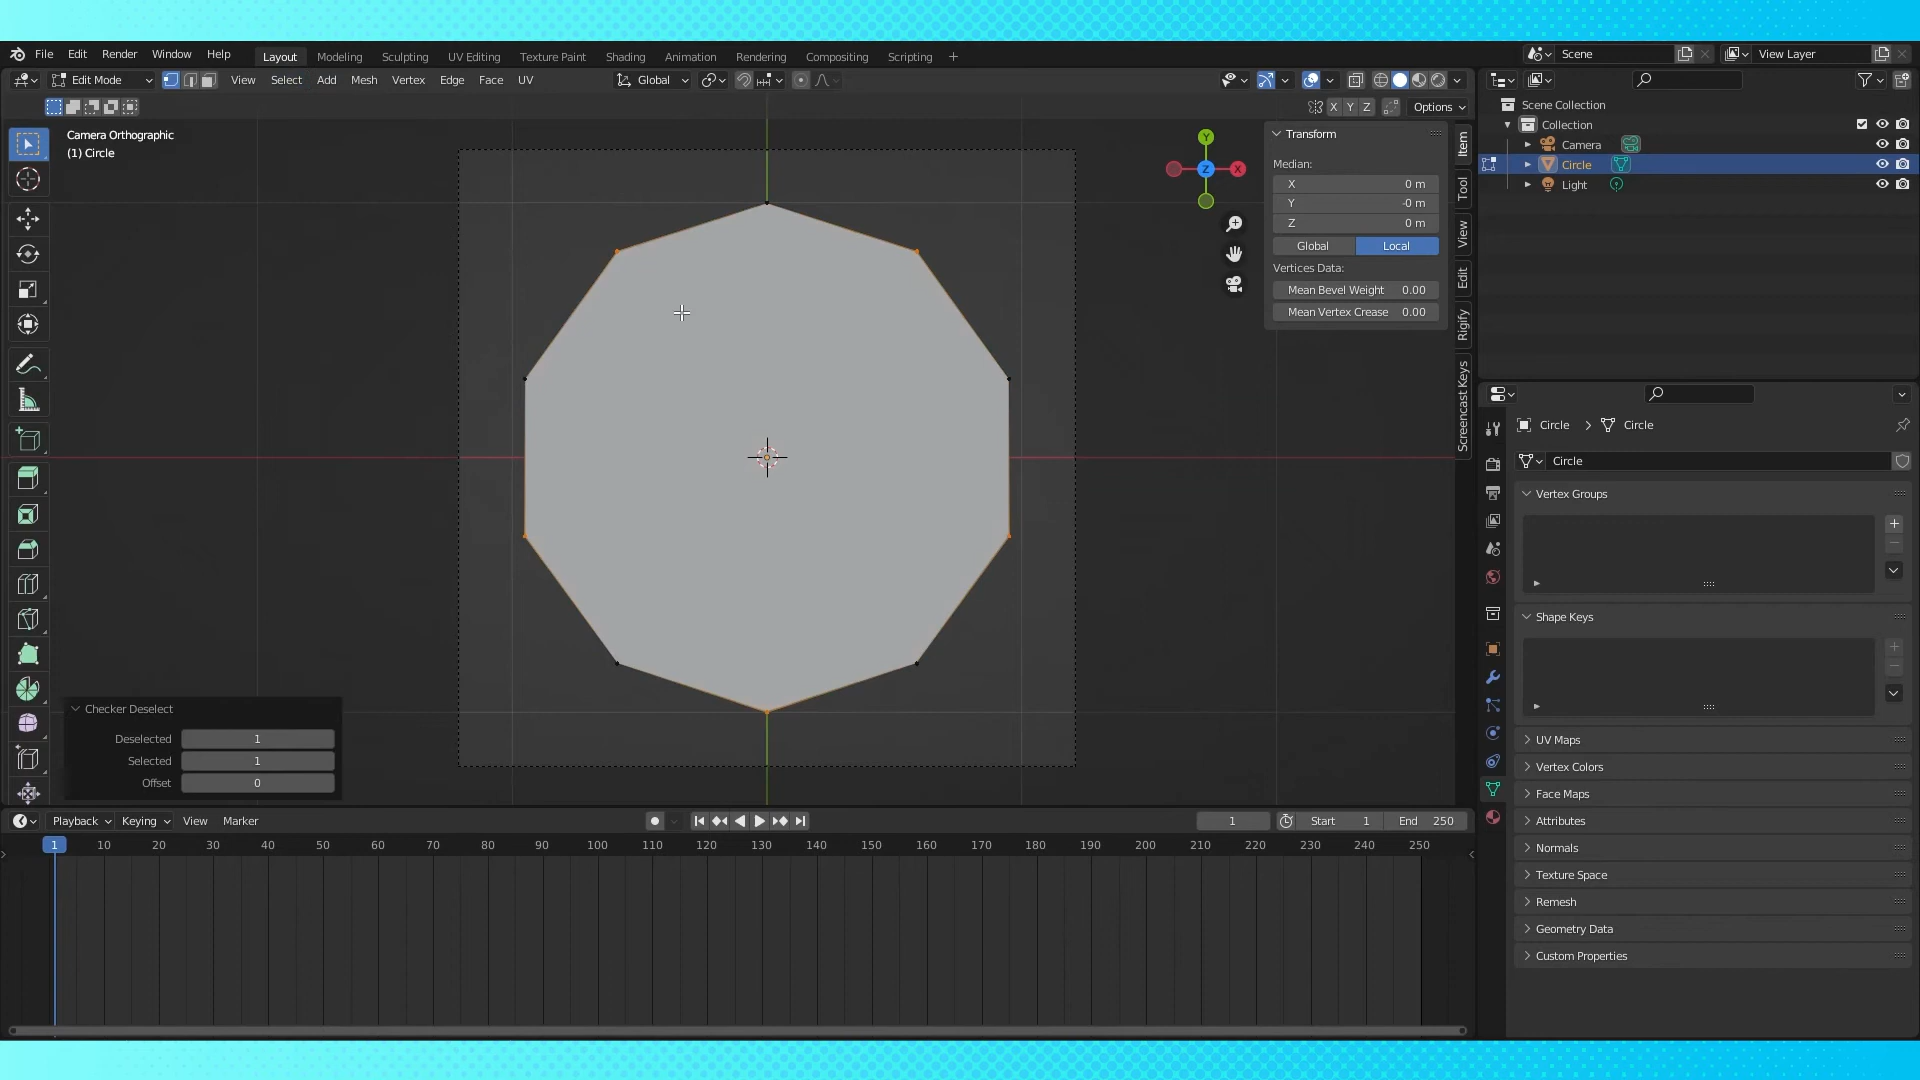 File Edit Render Window Help Layout Modeling Sculpting UV Editing Texture Paint Shading Animation Rendering Compositing Scripting + Scene View Layer
Edit Mode View Select Add Mesh Vertex Edge Face UV Global
X Y Z Options
Camera Orthographic
(1) Circle
Y
Z X
Transform
Median:
X 0 m
Y -0 m
Z 0 m
Global Local
Vertices Data:
Mean Bevel Weight 0.00
Mean Vertex Crease 0.00
Item
Tool
View
Edit
Rigify
Screencast Keys
Scene Collection
Collection
Camera
Circle
Light
Circle > Circle
Circle
Vertex Groups
Shape Keys
UV Maps
Vertex Colors
Face Maps
Attributes
Normals
Texture Space
Remesh
Geometry Data
Custom Properties
Checker Deselect
Deselected 1
Selected 1
Offset 0
Playback Keying View Marker 1 Start 1 End 250
1 10 20 30 40 50 60 70 80 90 100 110 120 130 140 150 160 170 180 190 200 210 220 230 240 250